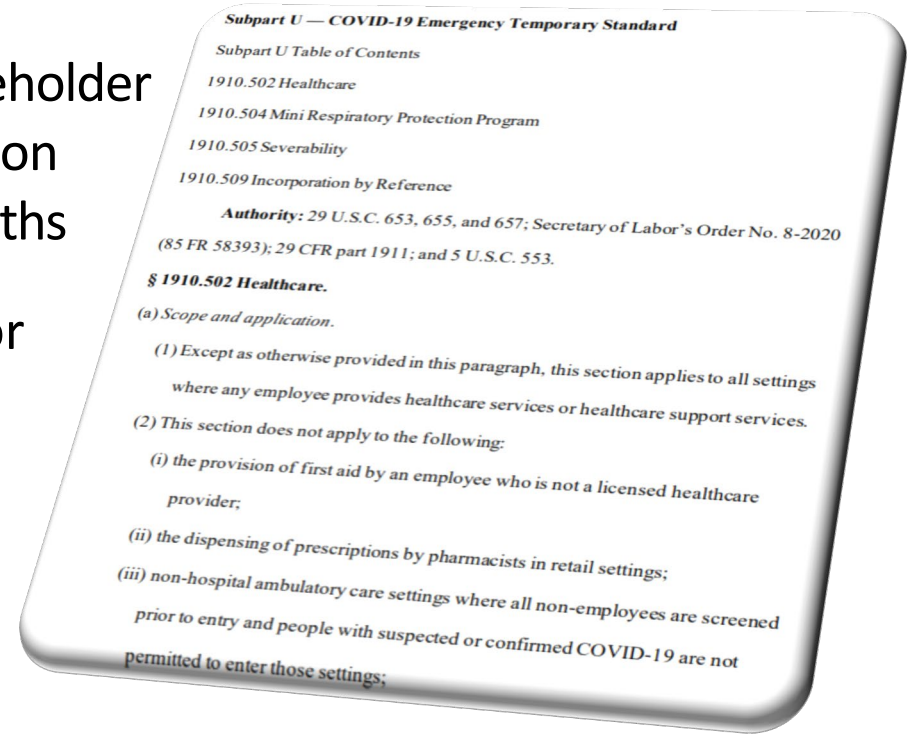 eholder
on
ths
or
Subpart U — COVID-19 Emergency Temporary Standard
Subpart U Table of Contents
1910.502 Healthcare
1910.504 Mini Respiratory Protection Program
1910.505 Severability
1910.509 Incorporation by Reference
Authority: 29 U.S.C. 653, 655, and 657; Secretary of Labor's Order No. 8-2020
(85 FR 58393); 29 CFR part 1911; and 5 U.S.C. 553.
§ 1910.502 Healthcare.
(a) Scope and application.
(1) Except as otherwise provided in this paragraph, this section applies to all settings
where any employee provides healthcare services or healthcare support services.
(2) This section does not apply to the following:
(i) the provision of first aid by an employee who is not a licensed healthcare
provider;
(ii) the dispensing of prescriptions by pharmacists in retail settings;
(iii) non-hospital ambulatory care settings where all non-employees are screened
prior to entry and people with suspected or confirmed COVID-19 are not
permitted to enter those settings;